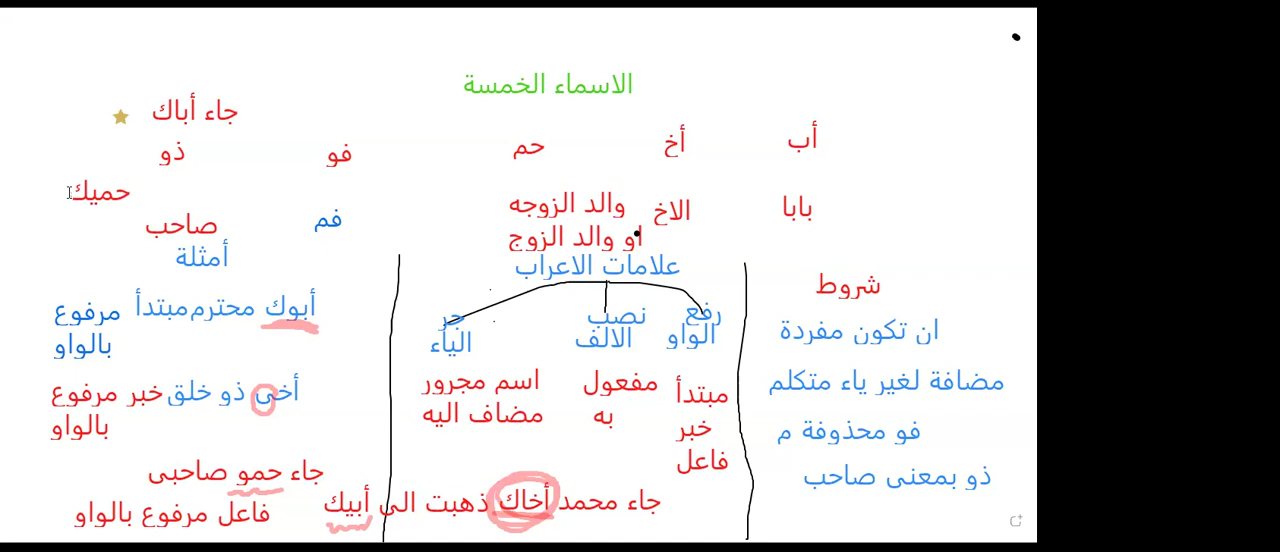 الاسماء الخمسة
جاء أباك
أب
أخ
حم
فو
ذو
بابا
الاخ
والد الزوجه
او والد الزوج
فم
صاحب
حميك
شروط
ان تكون مفردة
مضافة لغير ياء متكلم
فو محذوفة م
ذو بمعنى صاحب
علامات الاعراب
رفع
الواو
نصب
الالف
جر
الياء
مبتدأ
خبر
فاعل
مفعول
به
اسم مجرور
مضاف اليه
جاء محمد أخاك ذهبت الى أبيك
أمثلة
أبوك محترم مبتدأ مرفوع
بالواو
أخى ذو خلق خبر مرفوع
بالواو
جاء حمو صاحبى
فاعل مرفوع بالواو